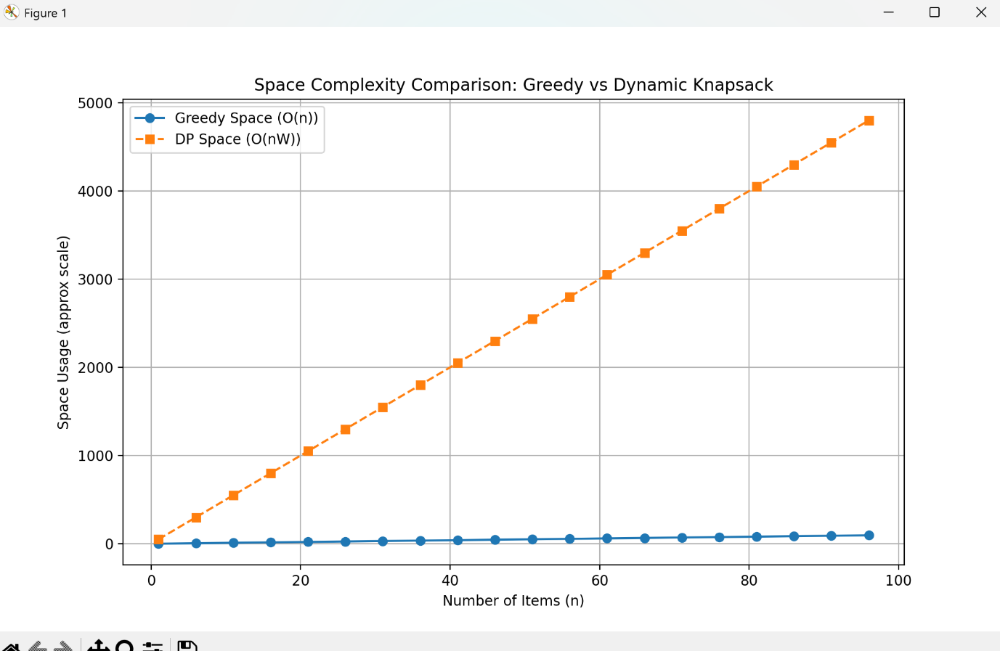 Figure 1
Space Complexity Comparison: Greedy vs Dynamic Knapsack
Greedy Space (O(n))
DP Space (O(nW))
Space Usage (approx scale)
5000
4000
3000
2000
1000
0
0 20 40 60 80 100
Number of Items (n)